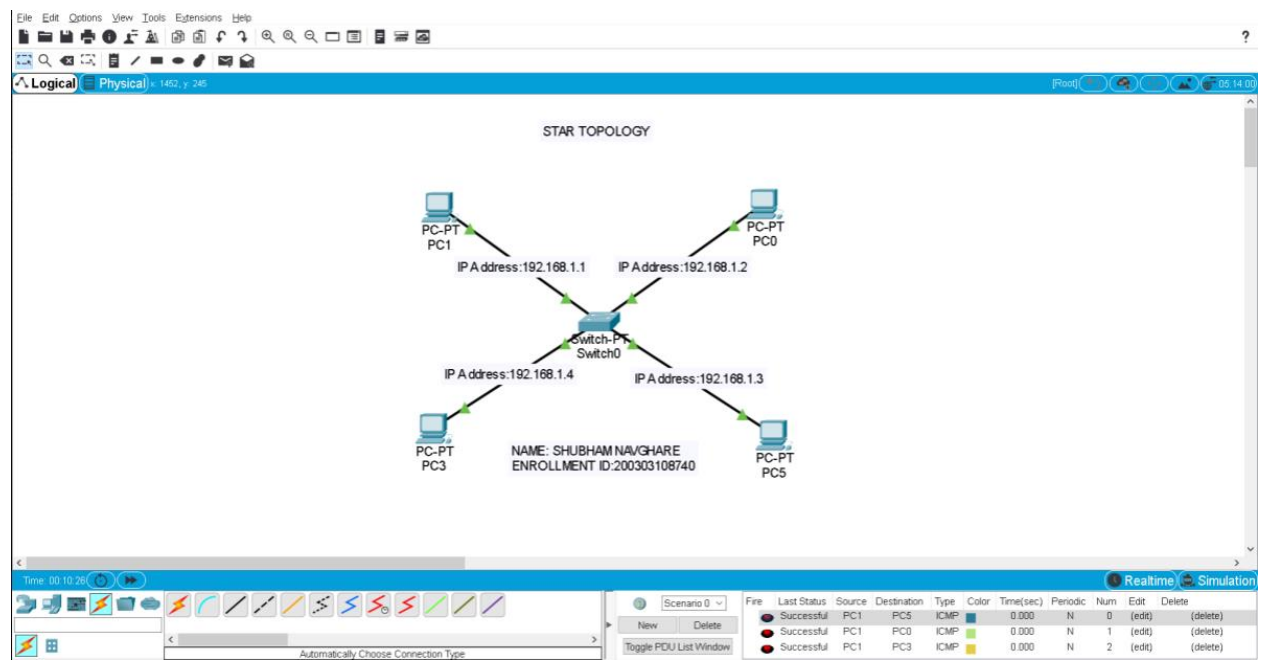 File Edit Options View Tools Extensions Help
?
Logical Physical x: 1452, y: 245 [Root] 05:14:00
STAR TOPOLOGY
PC-PT
PC1
PC-PT
PC0
IP Address:192.168.1.1
IP Address:192.168.1.2
Switch-PT
Switch0
IP Address:192.168.1.4
IP Address:192.168.1.3
PC-PT
PC3
NAME: SHUBHAM NAVGHARE
ENROLLMENT ID:200303108740
PC-PT
PC5
Time: 00:10:26 Realtime Simulation
Scenario 0
New Delete
Toggle PDU List Window
Automatically Choose Connection Type
Fire Last Status Source Destination Type Color Time(sec) Periodic Num Edit Delete
Successful PC1 PC5 ICMP 0.000 N 0 (edit) (delete)
Successful PC1 PC0 ICMP 0.000 N 1 (edit) (delete)
Successful PC1 PC3 ICMP 0.000 N 2 (edit) (delete)